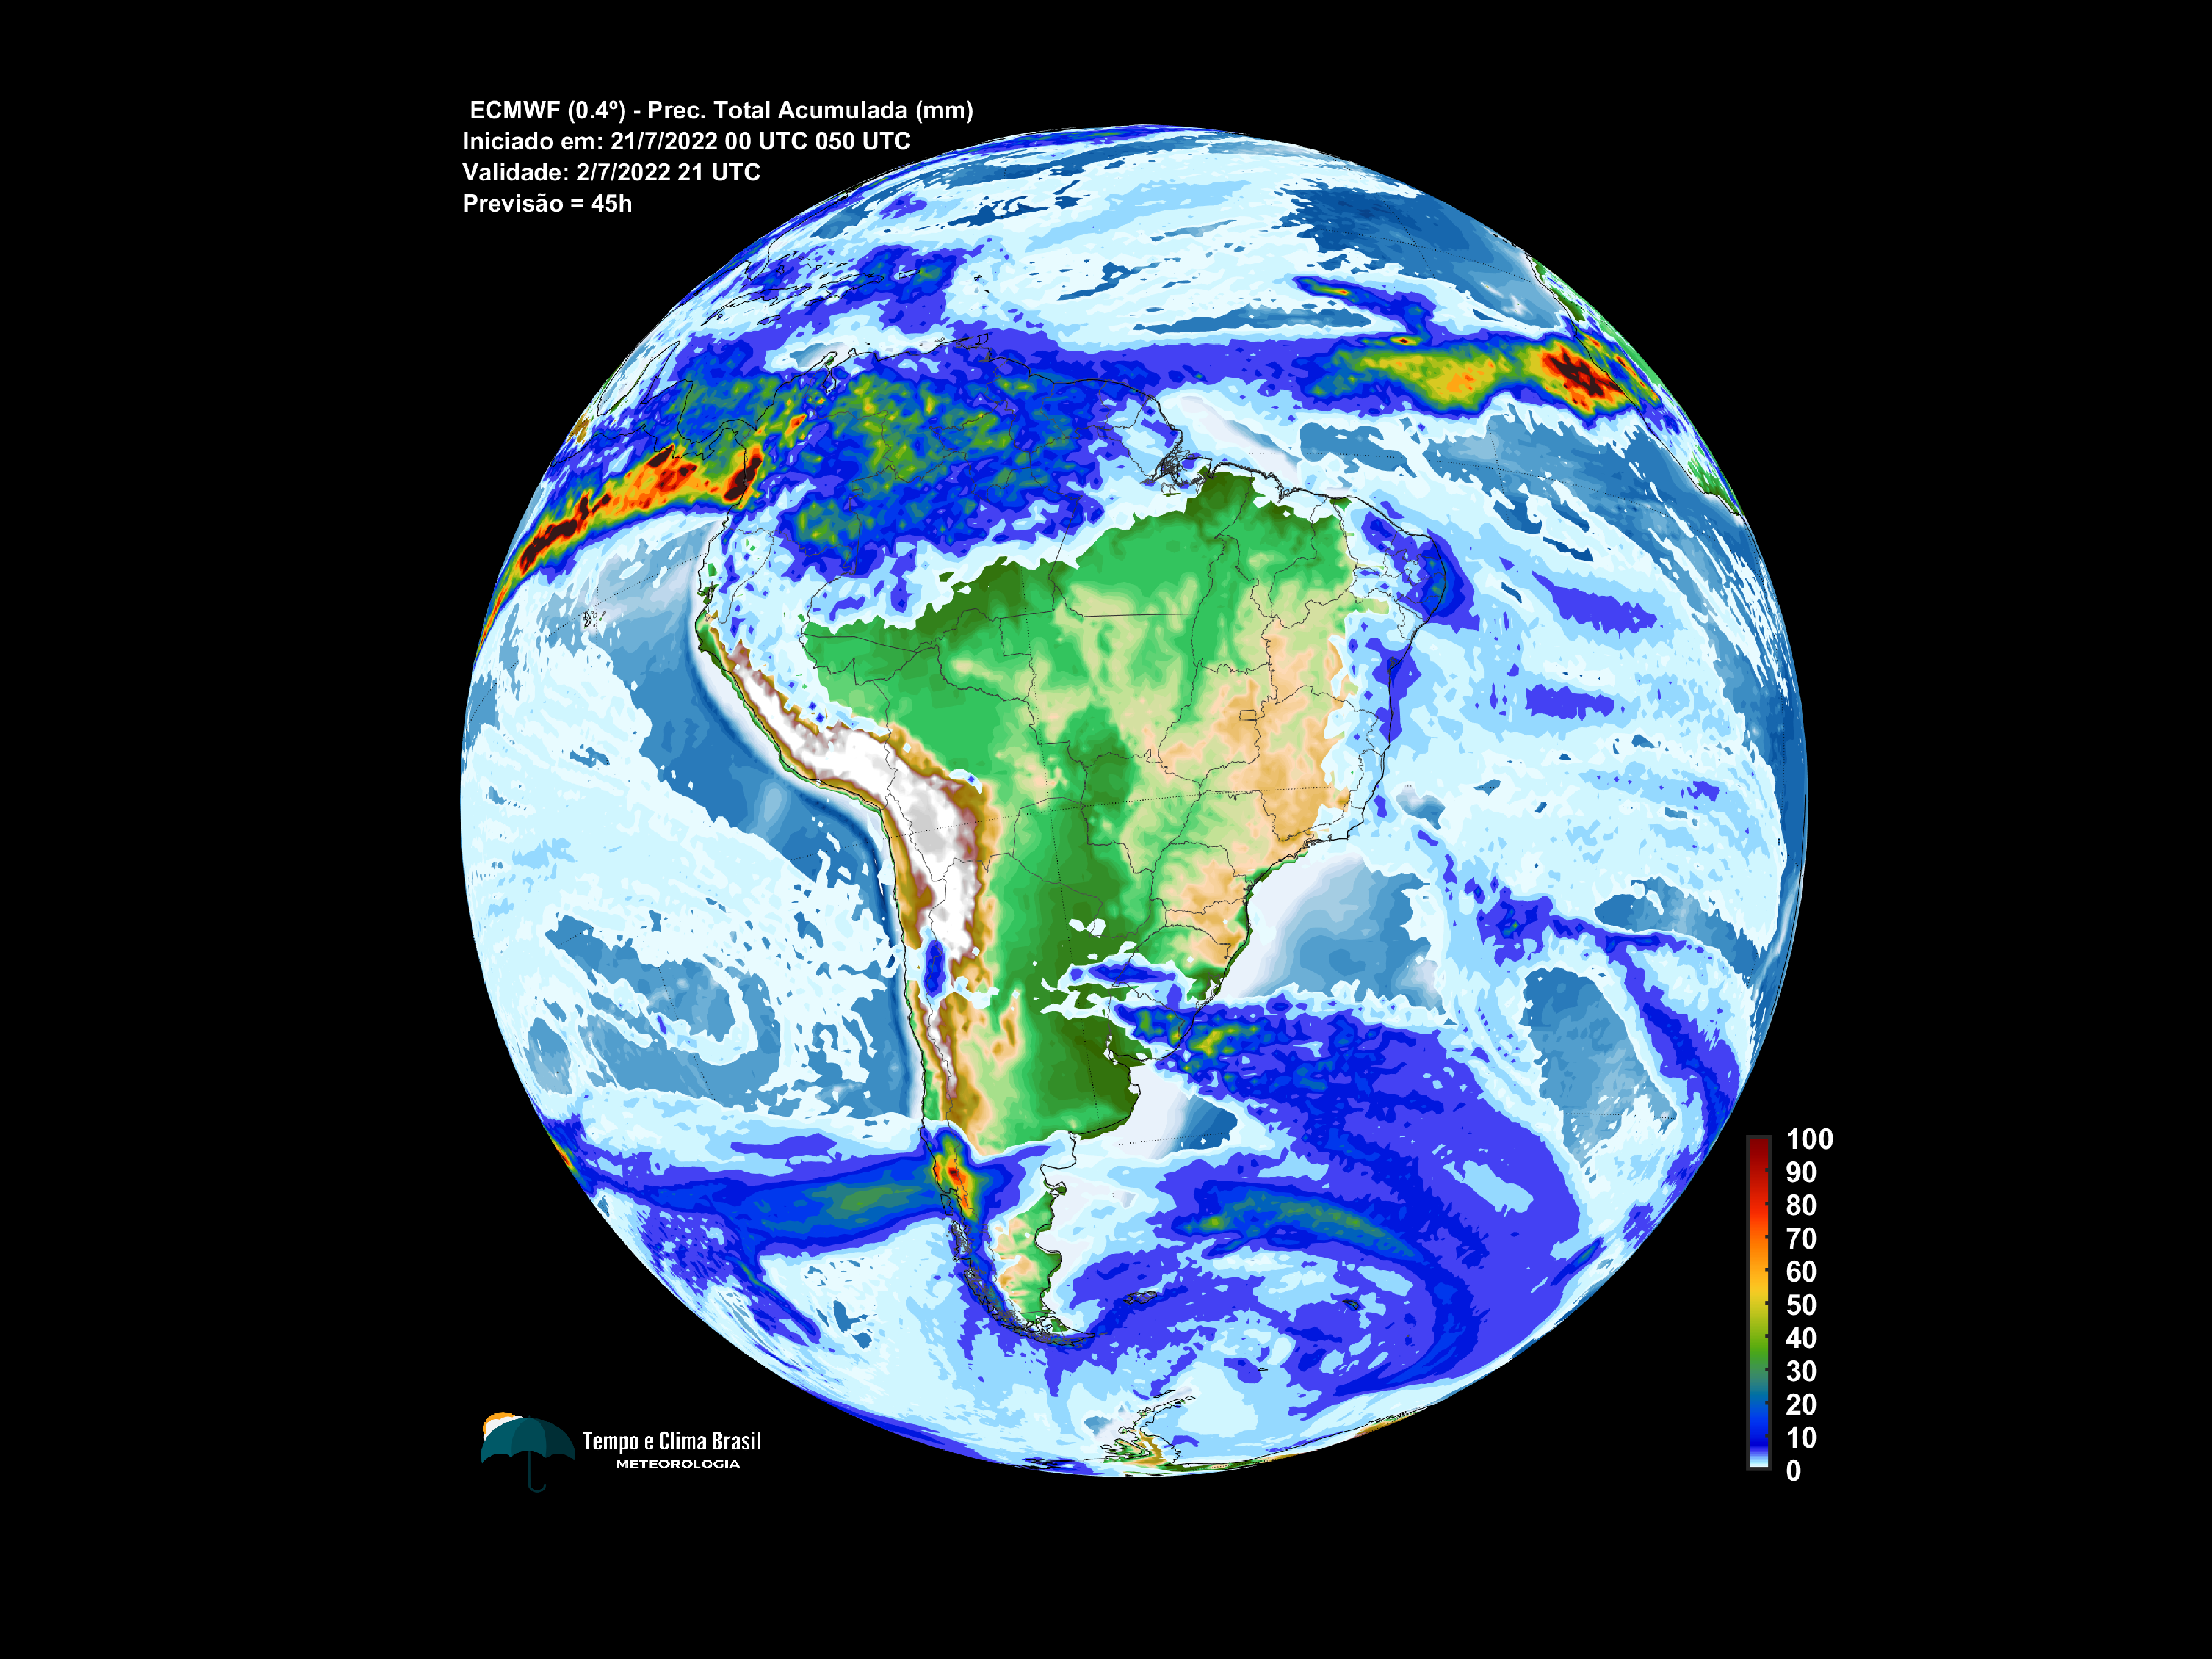 ECMWF (0.4º) - Prec. Total Acumulada (mm)
Iniciado em: 21/7/2022 00 UTC 050 UTC
Validade: 2/7/2022 21 UTC
Previsão = 45h
100
90
80
70
60
50
40
30
20
10
0
Tempo e Clima Brasil
METEOROLOGIA